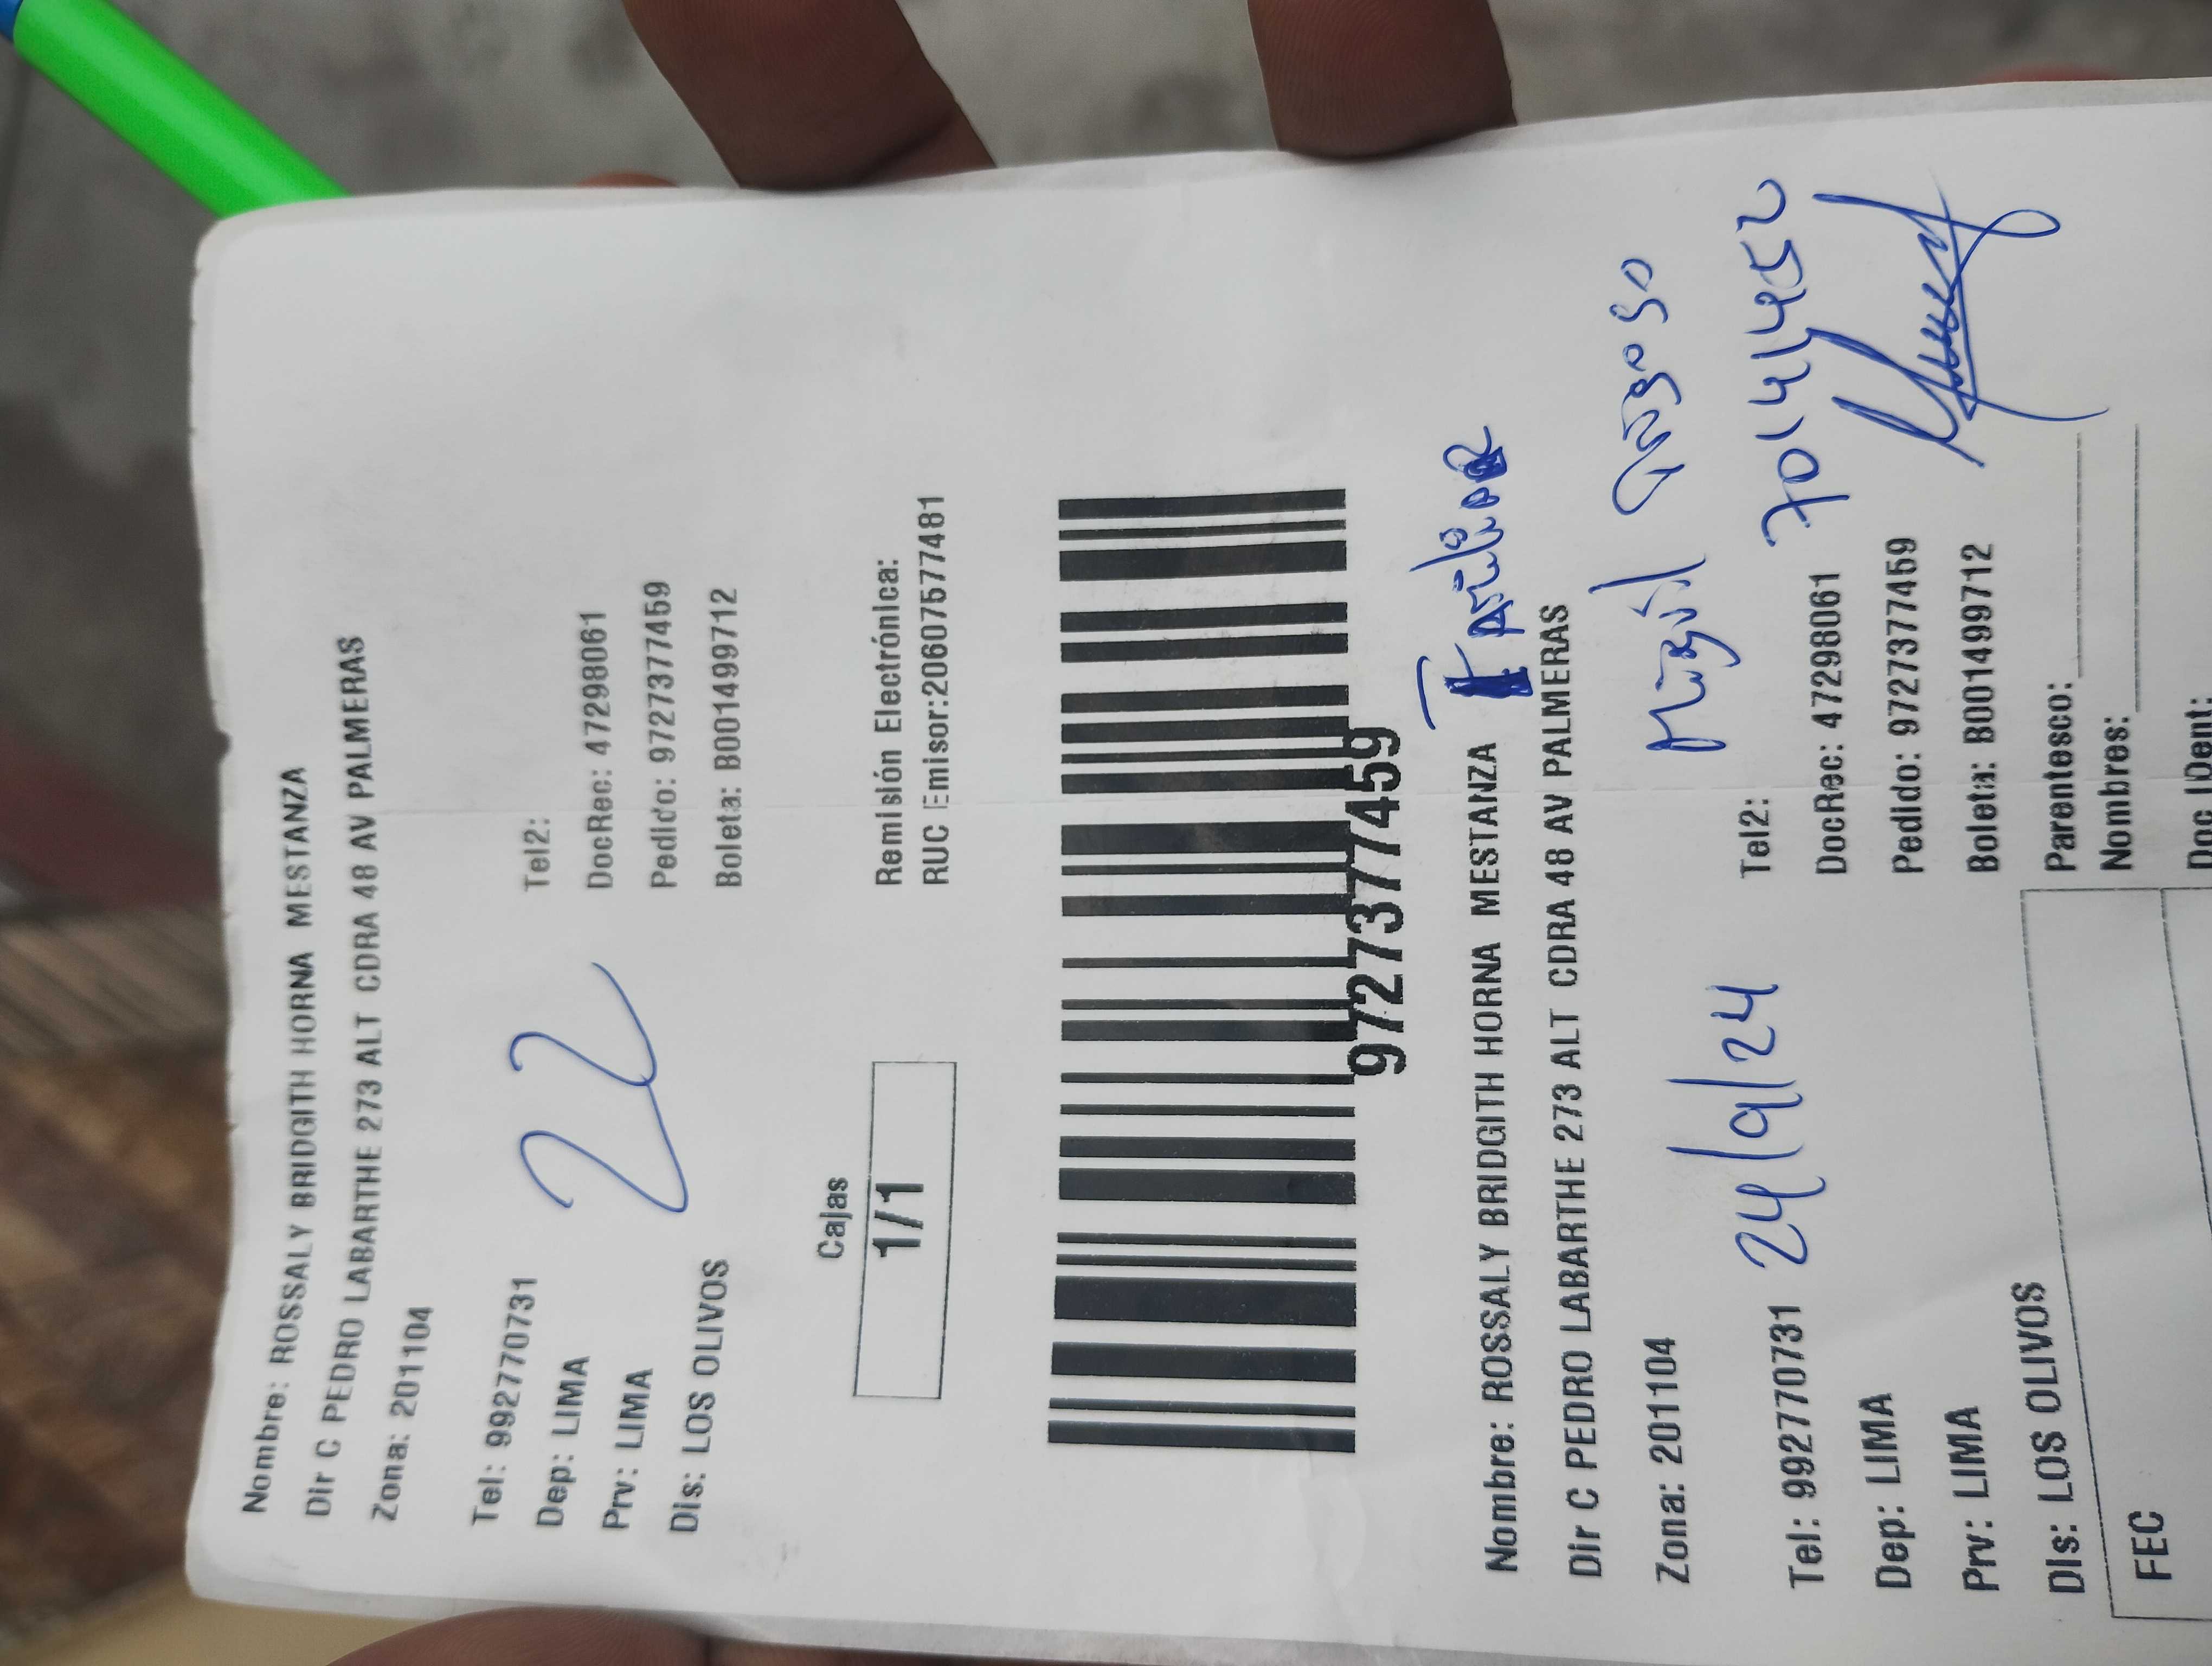 Nombre: ROSSALY BRIDGITH HORNA MESTANZA
Dir C PEDRO LABARTHE 273 ALT CDRA 48 AV PALMERAS
Zona: 201104
Tel: 992770731 Tel2:
Dep: LIMA DocRec: 47298061
Prv: LIMA Pedido: 9727377459
Dis: LOS OLIVOS Boleta: B001499712
22
Cajas
1/1
Remisión Electrónica:
RUC Emisor:20607577481
9727377459
Nombre: ROSSALY BRIDGITH HORNA MESTANZA
Dir C PEDRO LABARTHE 273 ALT CDRA 48 AV PALMERAS
Zona: 201104
Miguel
Tel: 992770731 24/9/24 Tel2: 70141452
Dep: LIMA DocRec: 47298061
Prv: LIMA Pedido: 9727377459
Dis: LOS OLIVOS Boleta: B001499712
Parentesco:
FEC Nombres:
Doc IDent: